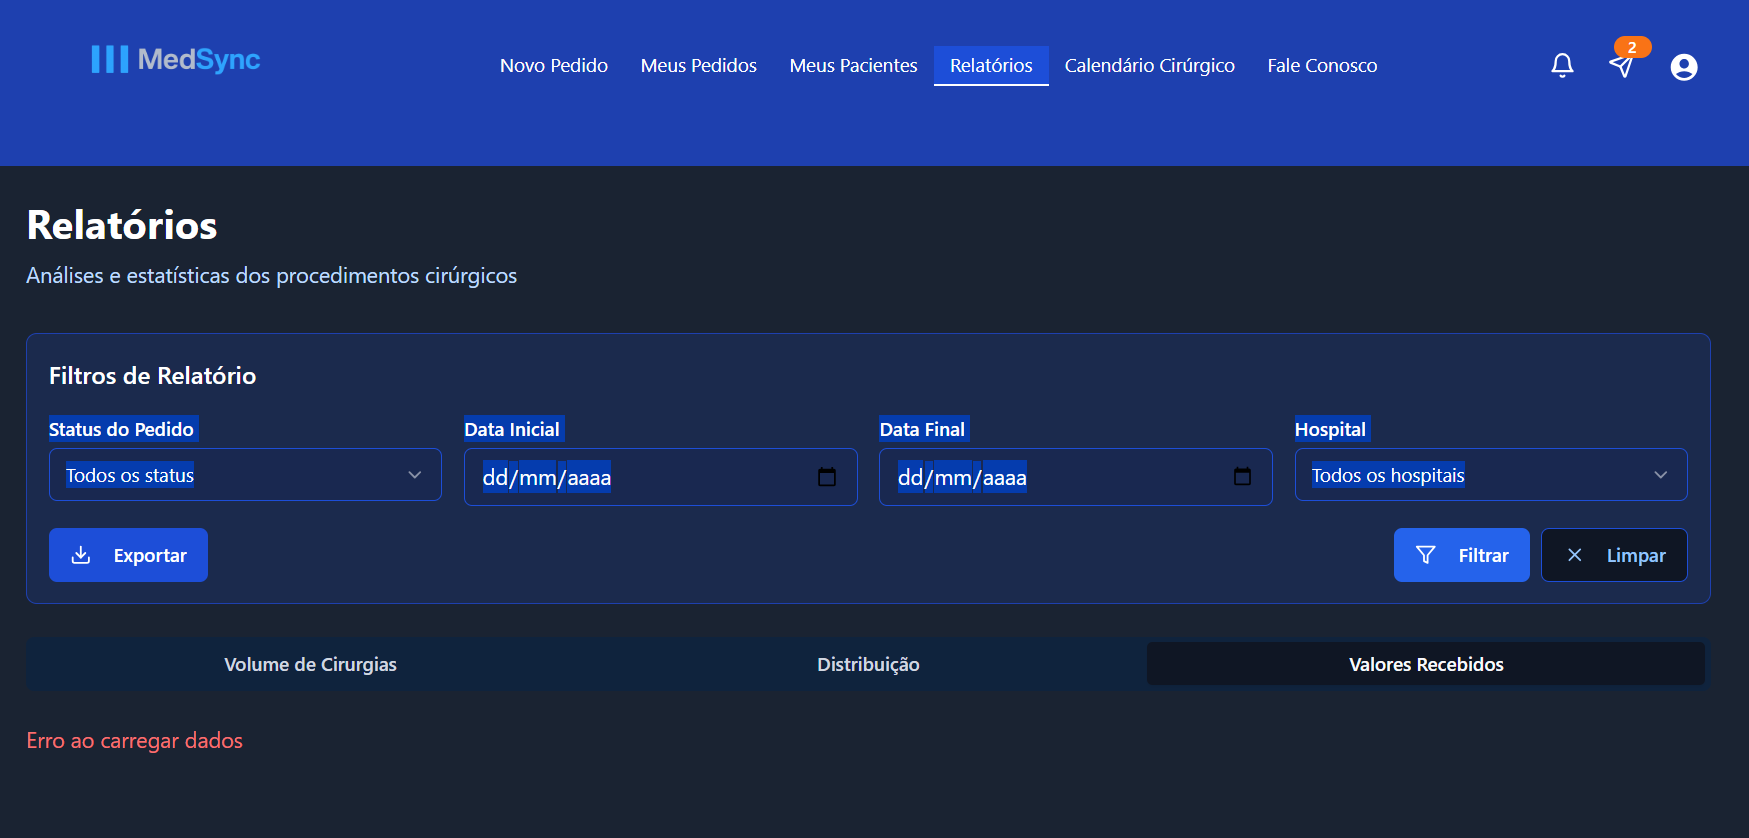 MedSync
Novo Pedido
Meus Pedidos
Meus Pacientes
Relatórios
Calendário Cirúrgico
Fale Conosco
2
Relatórios
Análises e estatísticas dos procedimentos cirúrgicos
Filtros de Relatório
Status do Pedido
Data Inicial
Data Final
Hospital
Todos os status
dd/mm/aaaa
dd/mm/aaaa
Todos os hospitais
Exportar
Filtrar
Limpar
Volume de Cirurgias
Distribuição
Valores Recebidos
Erro ao carregar dados